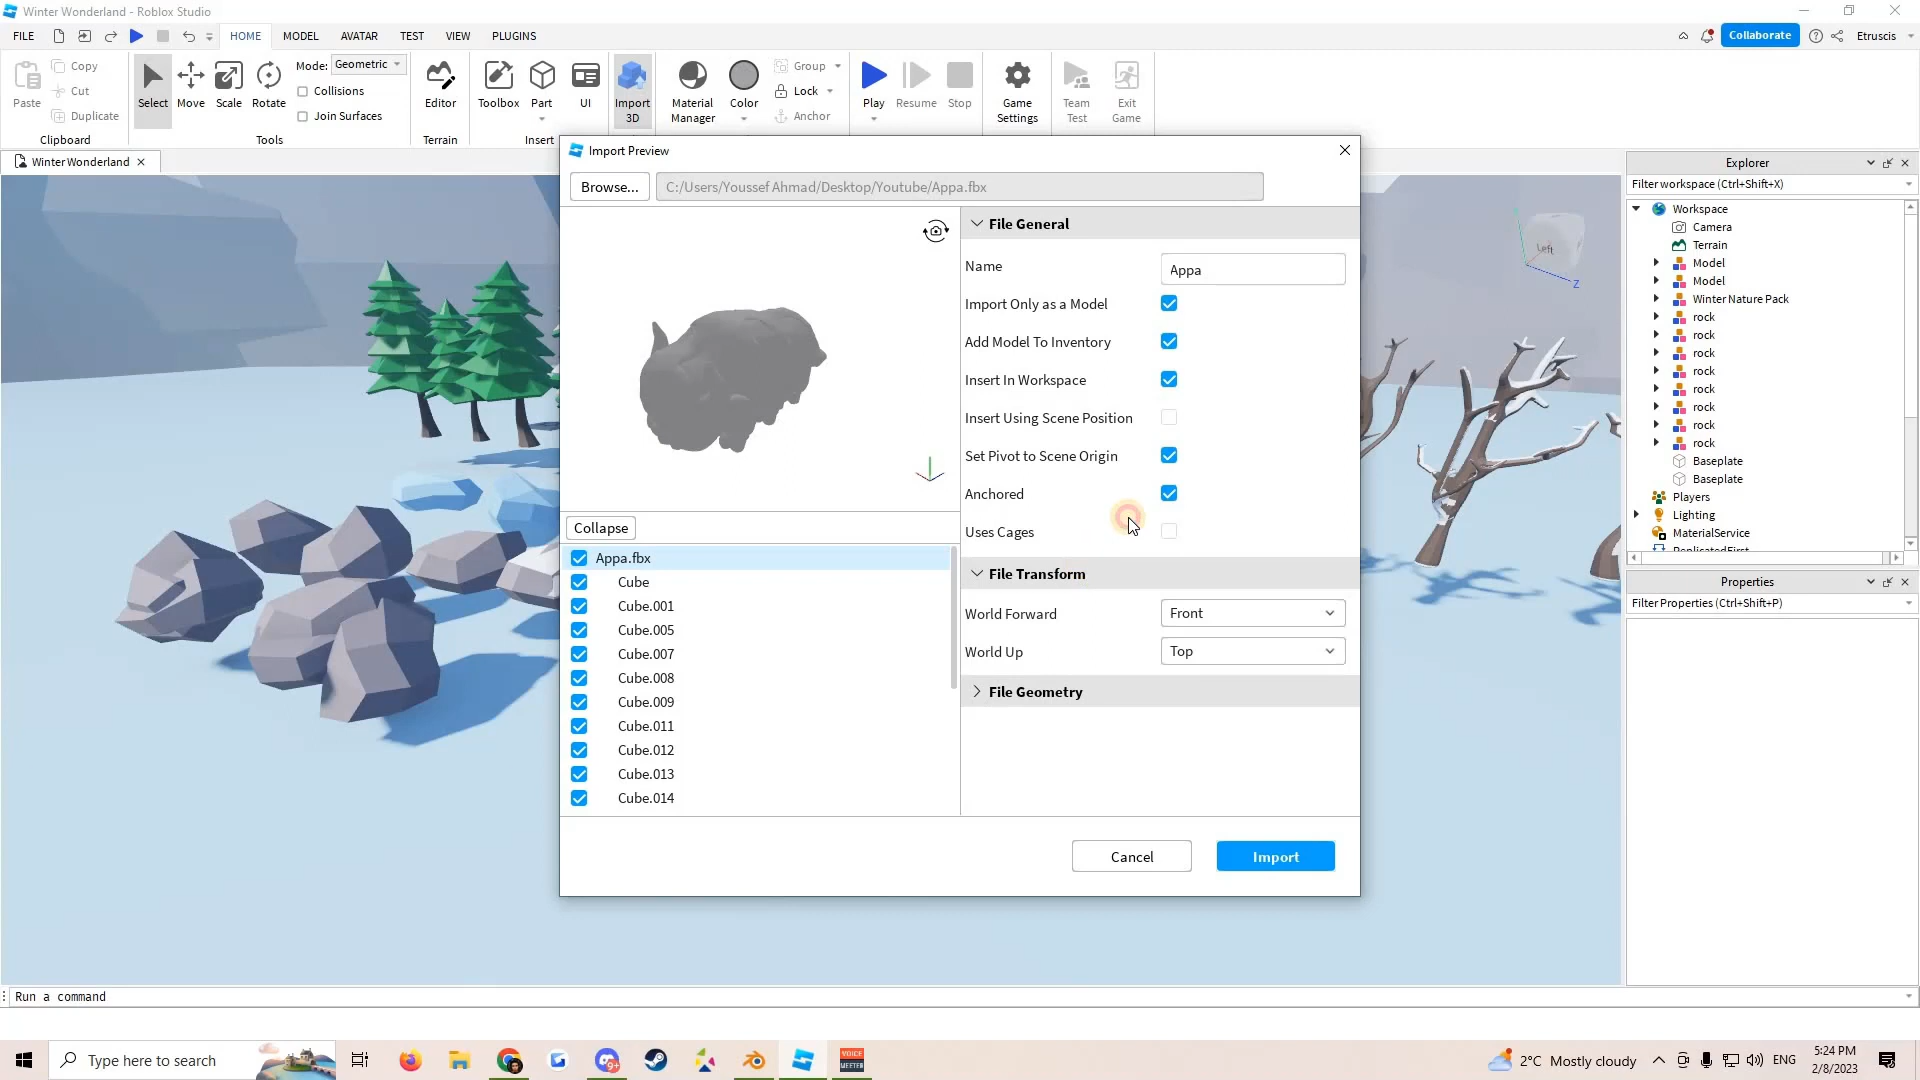 Winter Wonderland - Roblox Studio
FILE HOME MODEL AVATAR TEST VIEW PLUGINS Collaborate Etruscis
Paste Copy Cut Duplicate
Clipboard
Select Move Scale Rotate Mode: Geometric
Collisions
Join Surfaces
Tools
Editor
Terrain
Toolbox Part UI
Insert
Import
3D
Material
Manager
Color
Group
Lock
Anchor
Play Resume Stop
Game
Settings
Team
Test
Exit
Game
Winter Wonderland
Import Preview
Browse... C:/Users/Youssef Ahmad/Desktop/Youtube/Appa.fbx
Collapse
Appa.fbx
Cube
Cube.001
Cube.005
Cube.007
Cube.008
Cube.009
Cube.011
Cube.012
Cube.013
Cube.014
File General
Name Appa
Import Only as a Model
Add Model To Inventory
Insert In Workspace
Insert Using Scene Position
Set Pivot to Scene Origin
Anchored
Uses Cages
File Transform
World Forward Front
World Up Top
File Geometry
Cancel Import
Left
Z
Explorer
Filter workspace (Ctrl+Shift+X)
Workspace
Camera
Terrain
Model
Model
Winter Nature Pack
rock
rock
rock
rock
rock
rock
rock
rock
Baseplate
Baseplate
Players
Lighting
MaterialService
ReplicatedFirst
Properties
Filter Properties (Ctrl+Shift+P)
Run a command
Type here to search
9+
VOICE
MEETER
2°C Mostly cloudy
ENG
5:24 PM
2/8/2023